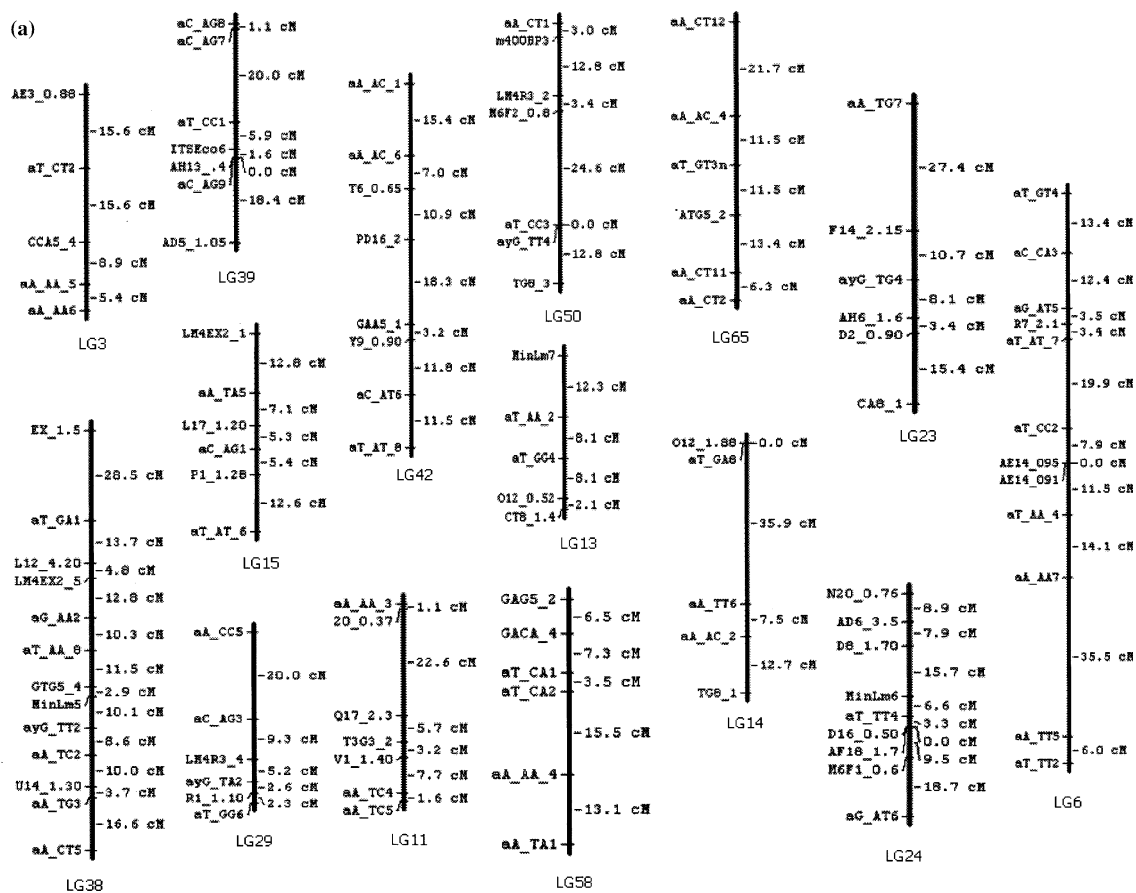 (a)
AE3_0.88
15.6 cM
aT_CT2
15.6 cM
CCA5_4
8.9 cM
aA_AA_5
5.4 cM
aA_AA6
LG3
aC_AG8
1.1 cM
aC_AG7
20.0 cM
aT_CC1
5.9 cM
ITSEco6
1.6 cM
AH13_.4
0.0 cM
aC_AG9
18.4 cM
AD5_1.05
LG39
aA_AC_1
15.4 cM
aA_AC_6
7.0 cM
T6_0.65
10.9 cM
PD16_2
18.3 cM
GAA5_1
3.2 cM
Y9_0.90
11.8 cM
aC_AT6
11.5 cM
aT_AT_8
LG42
aA_CT1
3.0 cM
m400BP3
12.8 cM
LM4R3_2
3.4 cM
M6F2_0.8
24.6 cM
aT_CC3
0.0 cM
ayG_TT4
12.8 cM
TG8_3
LG50
aA_CT12
21.7 cM
aA_AC_4
11.5 cM
aT_GT3n
11.5 cM
ATG5_2
13.4 cM
aA_CT11
6.3 cM
aA_CT2
LG65
aA_TG7
27.4 cM
F14_2.15
10.7 cM
ayG_TG4
8.1 cM
AH6_1.6
3.4 cM
D2_0.90
15.4 cM
CA8_1
LG23
aT_GT4
13.4 cM
aC_CA3
12.4 cM
aG_AT5
3.5 cM
R7_2.1
3.4 cM
aT_AT_7
19.9 cM
aT_CC2
7.9 cM
AE14_095
0.0 cM
AE14_091
11.5 cM
aT_AA_4
14.1 cM
aA_AA7
35.5 cM
aA_TT5
6.0 cM
aT_TT2
LG6
LM4EX2_1
12.8 cM
aA_TA5
7.1 cM
L17_1.20
5.3 cM
aC_AG1
5.4 cM
P1_1.28
12.6 cM
aT_AT_6
LG15
MinLm7
12.3 cM
aT_AA_2
8.1 cM
aT_GG4
8.1 cM
O12_0.52
2.1 cM
CT8_1.4
LG13
O12_1.88
0.0 cM
aT_GA8
35.9 cM
aA_TT6
7.5 cM
aA_AC_2
12.7 cM
TG8_1
LG14
EX_1.5
28.5 cM
aT_GA1
13.7 cM
L12_4.20
4.8 cM
LM4EX2_5
12.8 cM
aG_AA2
10.3 cM
aT_AA_8
11.5 cM
GTG5_4
2.9 cM
MinLm5
10.1 cM
ayG_TT2
8.6 cM
aA_TC2
10.0 cM
U14_1.30
3.7 cM
aA_TG3
16.6 cM
aA_CT5
LG38
aA_CC5
20.0 cM
aC_AG3
9.3 cM
LM4R3_4
5.2 cM
ayG_TA2
2.6 cM
R1_1.10
2.3 cM
aT_GG6
LG29
aA_AA_3
1.1 cM
20_0.37
22.6 cM
Q17_2.3
5.7 cM
T3G3_2
3.2 cM
V1_1.40
7.7 cM
aA_TC4
1.6 cM
aA_TC5
LG11
GAG5_2
6.5 cM
GACA_4
7.3 cM
aT_CA1
3.5 cM
aT_CA2
15.5 cM
aA_AA_4
13.1 cM
aA_TA1
LG58
N20_0.76
8.9 cM
AD6_3.5
7.9 cM
D8_1.70
15.7 cM
MinLm6
6.6 cM
aT_TT4
3.3 cM
D16_0.50
0.0 cM
AF18_1.7
9.5 cM
M6F1_0.6
18.7 cM
aG_AT6
LG24